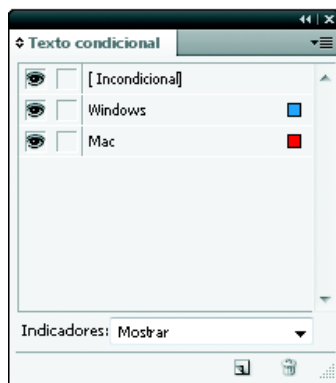 Texto condicional
[Incondicional]
Windows
Mac
Indicadores: Mostrar